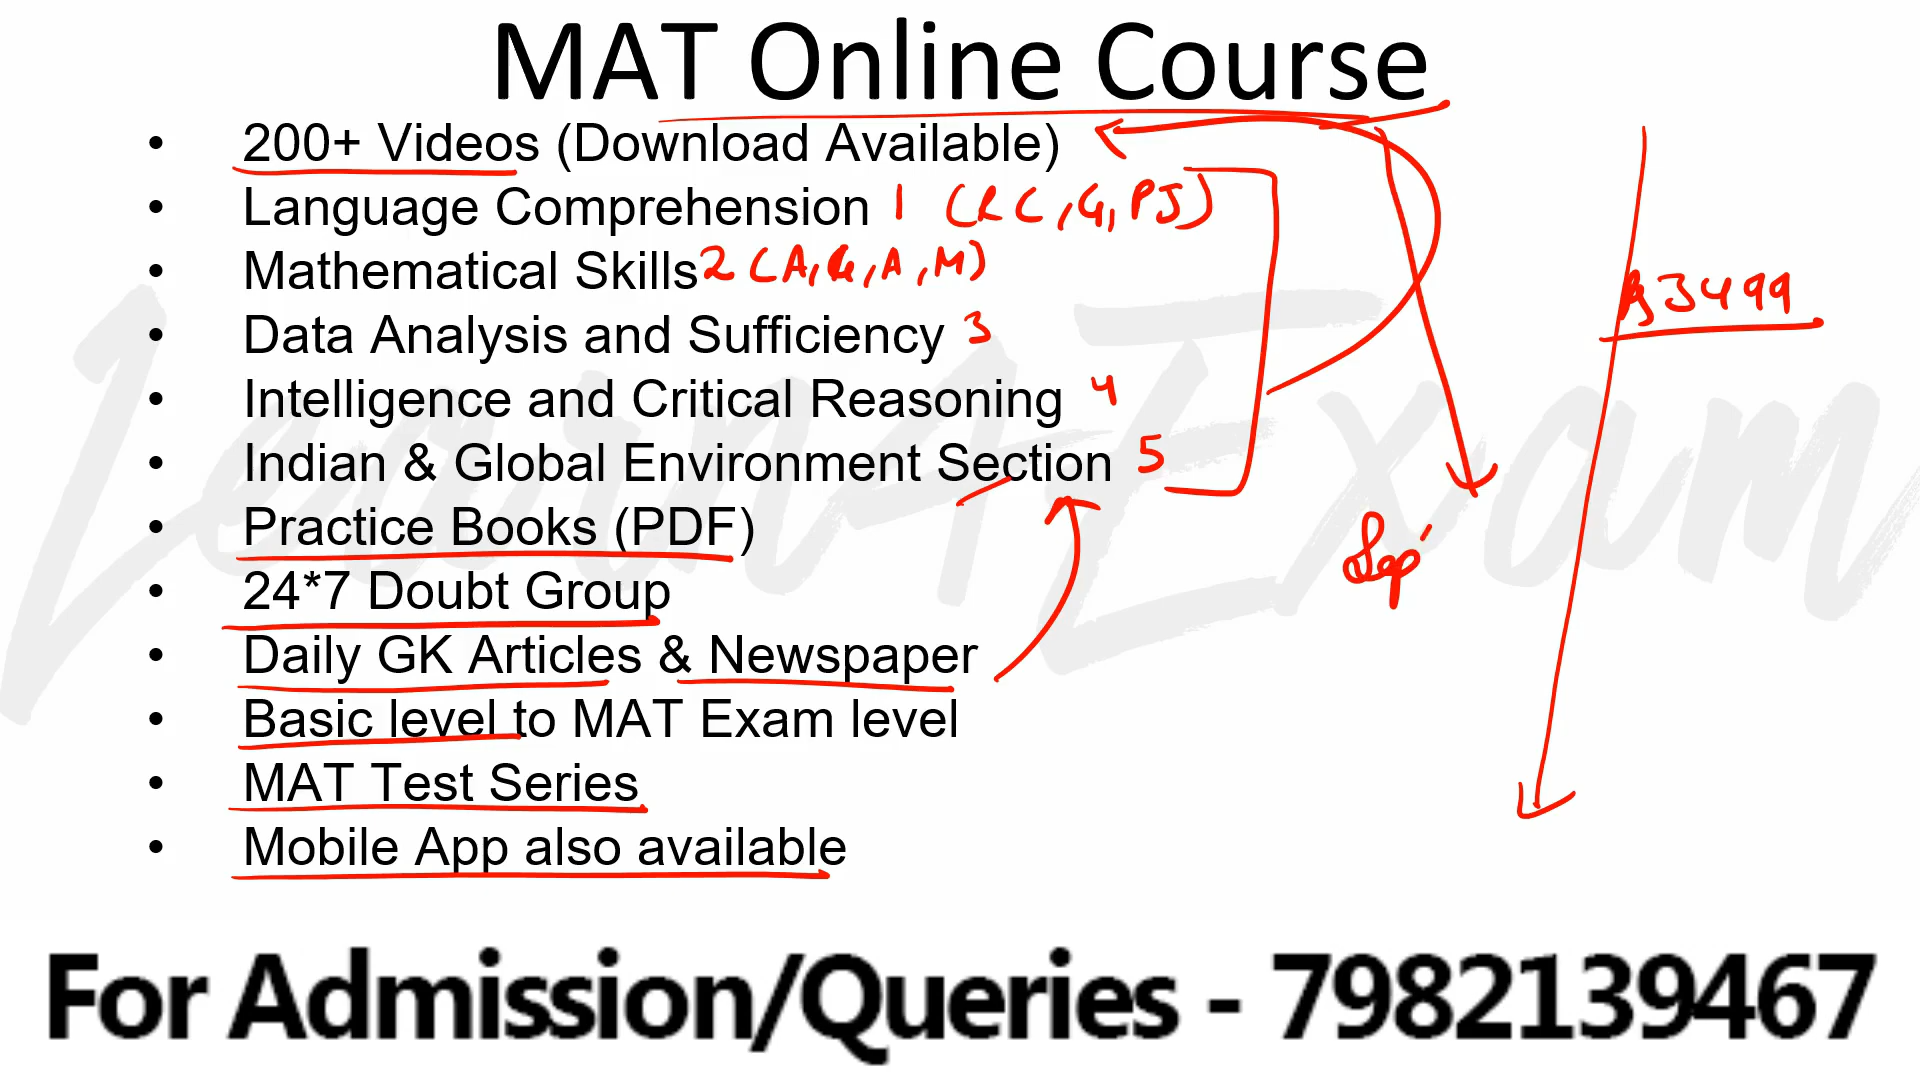 MAT Online Course
• 200+ Videos (Download Available)
• Language Comprehension 1 (RC, G, PJ)
• Mathematical Skills 2 (A, G, A, M)
• Data Analysis and Sufficiency 3
• Intelligence and Critical Reasoning 4
• Indian & Global Environment Section 5
• Practice Books (PDF)
• 24*7 Doubt Group
• Daily GK Articles & Newspaper
• Basic level to MAT Exam level
• MAT Test Series
• Mobile App also available
3499
Sep'
Learn4Exam
For Admission/Queries - 7982139467